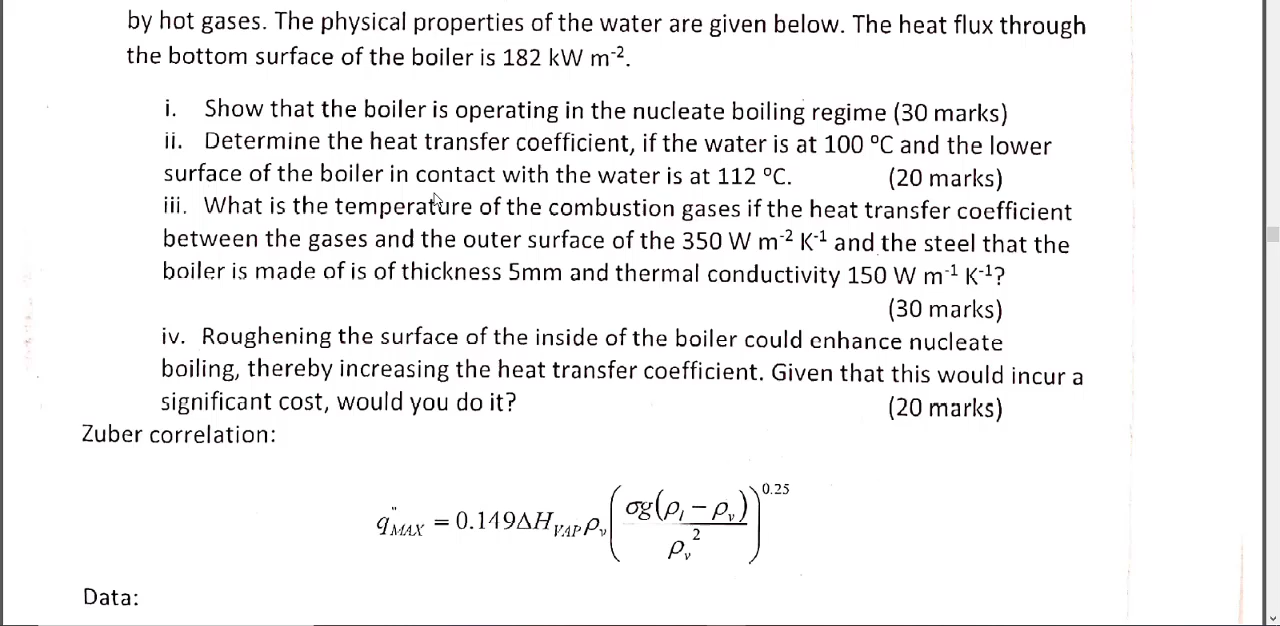 by hot gases. The physical properties of the water are given below. The heat flux through
the bottom surface of the boiler is 182 kW m⁻².
i. Show that the boiler is operating in the nucleate boiling regime (30 marks)
ii. Determine the heat transfer coefficient, if the water is at 100 ºC and the lower
surface of the boiler in contact with the water is at 112 ºC. (20 marks)
iii. What is the temperature of the combustion gases if the heat transfer coefficient
between the gases and the outer surface of the 350 W m⁻² K⁻¹ and the steel that the
boiler is made of is of thickness 5mm and thermal conductivity 150 W m⁻¹ K⁻¹?
(30 marks)
iv. Roughening the surface of the inside of the boiler could enhance nucleate
boiling, thereby increasing the heat transfer coefficient. Given that this would incur a
significant cost, would you do it? (20 marks)
Zuber correlation:
q"_MAX = 0.149ΔH_VAP ρ_v (σg(ρ_l − ρ_v) / ρ_v²)^0.25
Data: